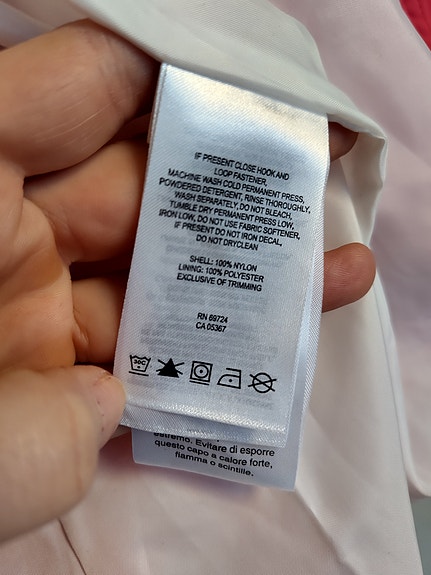 IF PRESENT CLOSE HOOK AND
LOOP FASTENER.
MACHINE WASH COLD PERMANENT PRESS,
POWDERED DETERGENT, RINSE THOROUGHLY,
WASH SEPARATELY, DO NOT BLEACH,
TUMBLE DRY PERMANENT PRESS LOW,
IRON LOW, DO NOT USE FABRIC SOFTENER,
IF PRESENT DO NOT IRON DECAL,
DO NOT DRYCLEAN
SHELL: 100% NYLON
LINING: 100% POLYESTER
EXCLUSIVE OF TRIMMING
RN 69724
CA 05367
30C
estremo. Evitare di esporre
questo capo a calore forte,
fiamma o scintille.